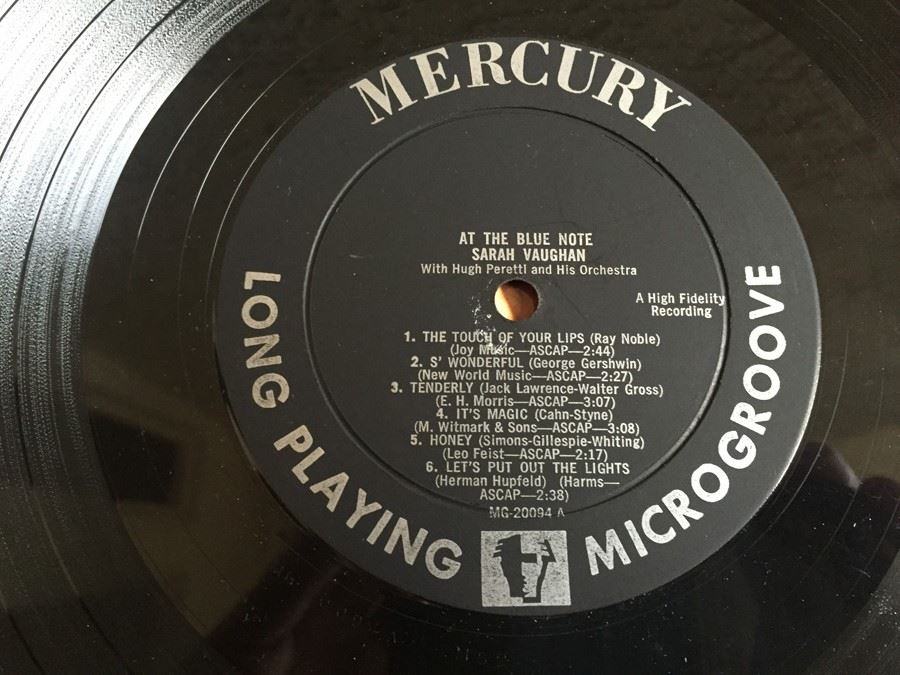 MERCURY
AT THE BLUE NOTE
SARAH VAUGHAN
With Hugh Peretti and His Orchestra
A High Fidelity
Recording
1. THE TOUCH OF YOUR LIPS (Ray Noble)
(Joy Music—ASCAP—2:44)
2. S' WONDERFUL (George Gershwin)
(New World Music—ASCAP—2:27)
3. TENDERLY (Jack Lawrence-Walter Gross)
(E. H. Morris—ASCAP—3:07)
4. IT'S MAGIC (Cahn-Styne)
(M. Witmark & Sons—ASCAP—3:08)
5. HONEY (Simons-Gillespie-Whiting)
(Leo Feist—ASCAP—2:17)
6. LET'S PUT OUT THE LIGHTS
(Herman Hupfeld) (Harms—
ASCAP—2:38)
MG-20094 A
LONG PLAYING
MICROGROOVE